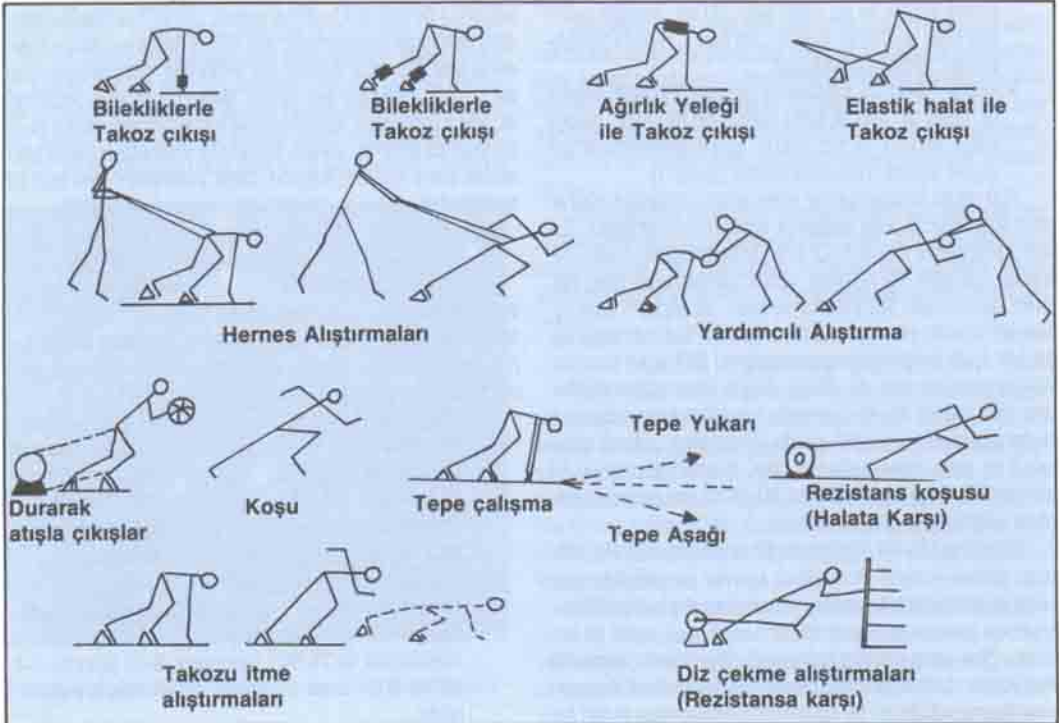 Bilekliklerle
Takoz çıkışı
Bilekliklerle
Takoz çıkışı
Ağırlık Yeleği
ile Takoz çıkışı
Elastik halat ile
Takoz çıkışı
Hernes Alıştırmaları
Yardımcılı Alıştırma
Durarak
atışla çıkışlar
Koşu
Tepe çalışma
Tepe Yukarı
Tepe Aşağı
Rezistans koşusu
(Halata Karşı)
Takozu itme
alıştırmaları
Diz çekme alıştırmaları
(Rezistansa karşı)